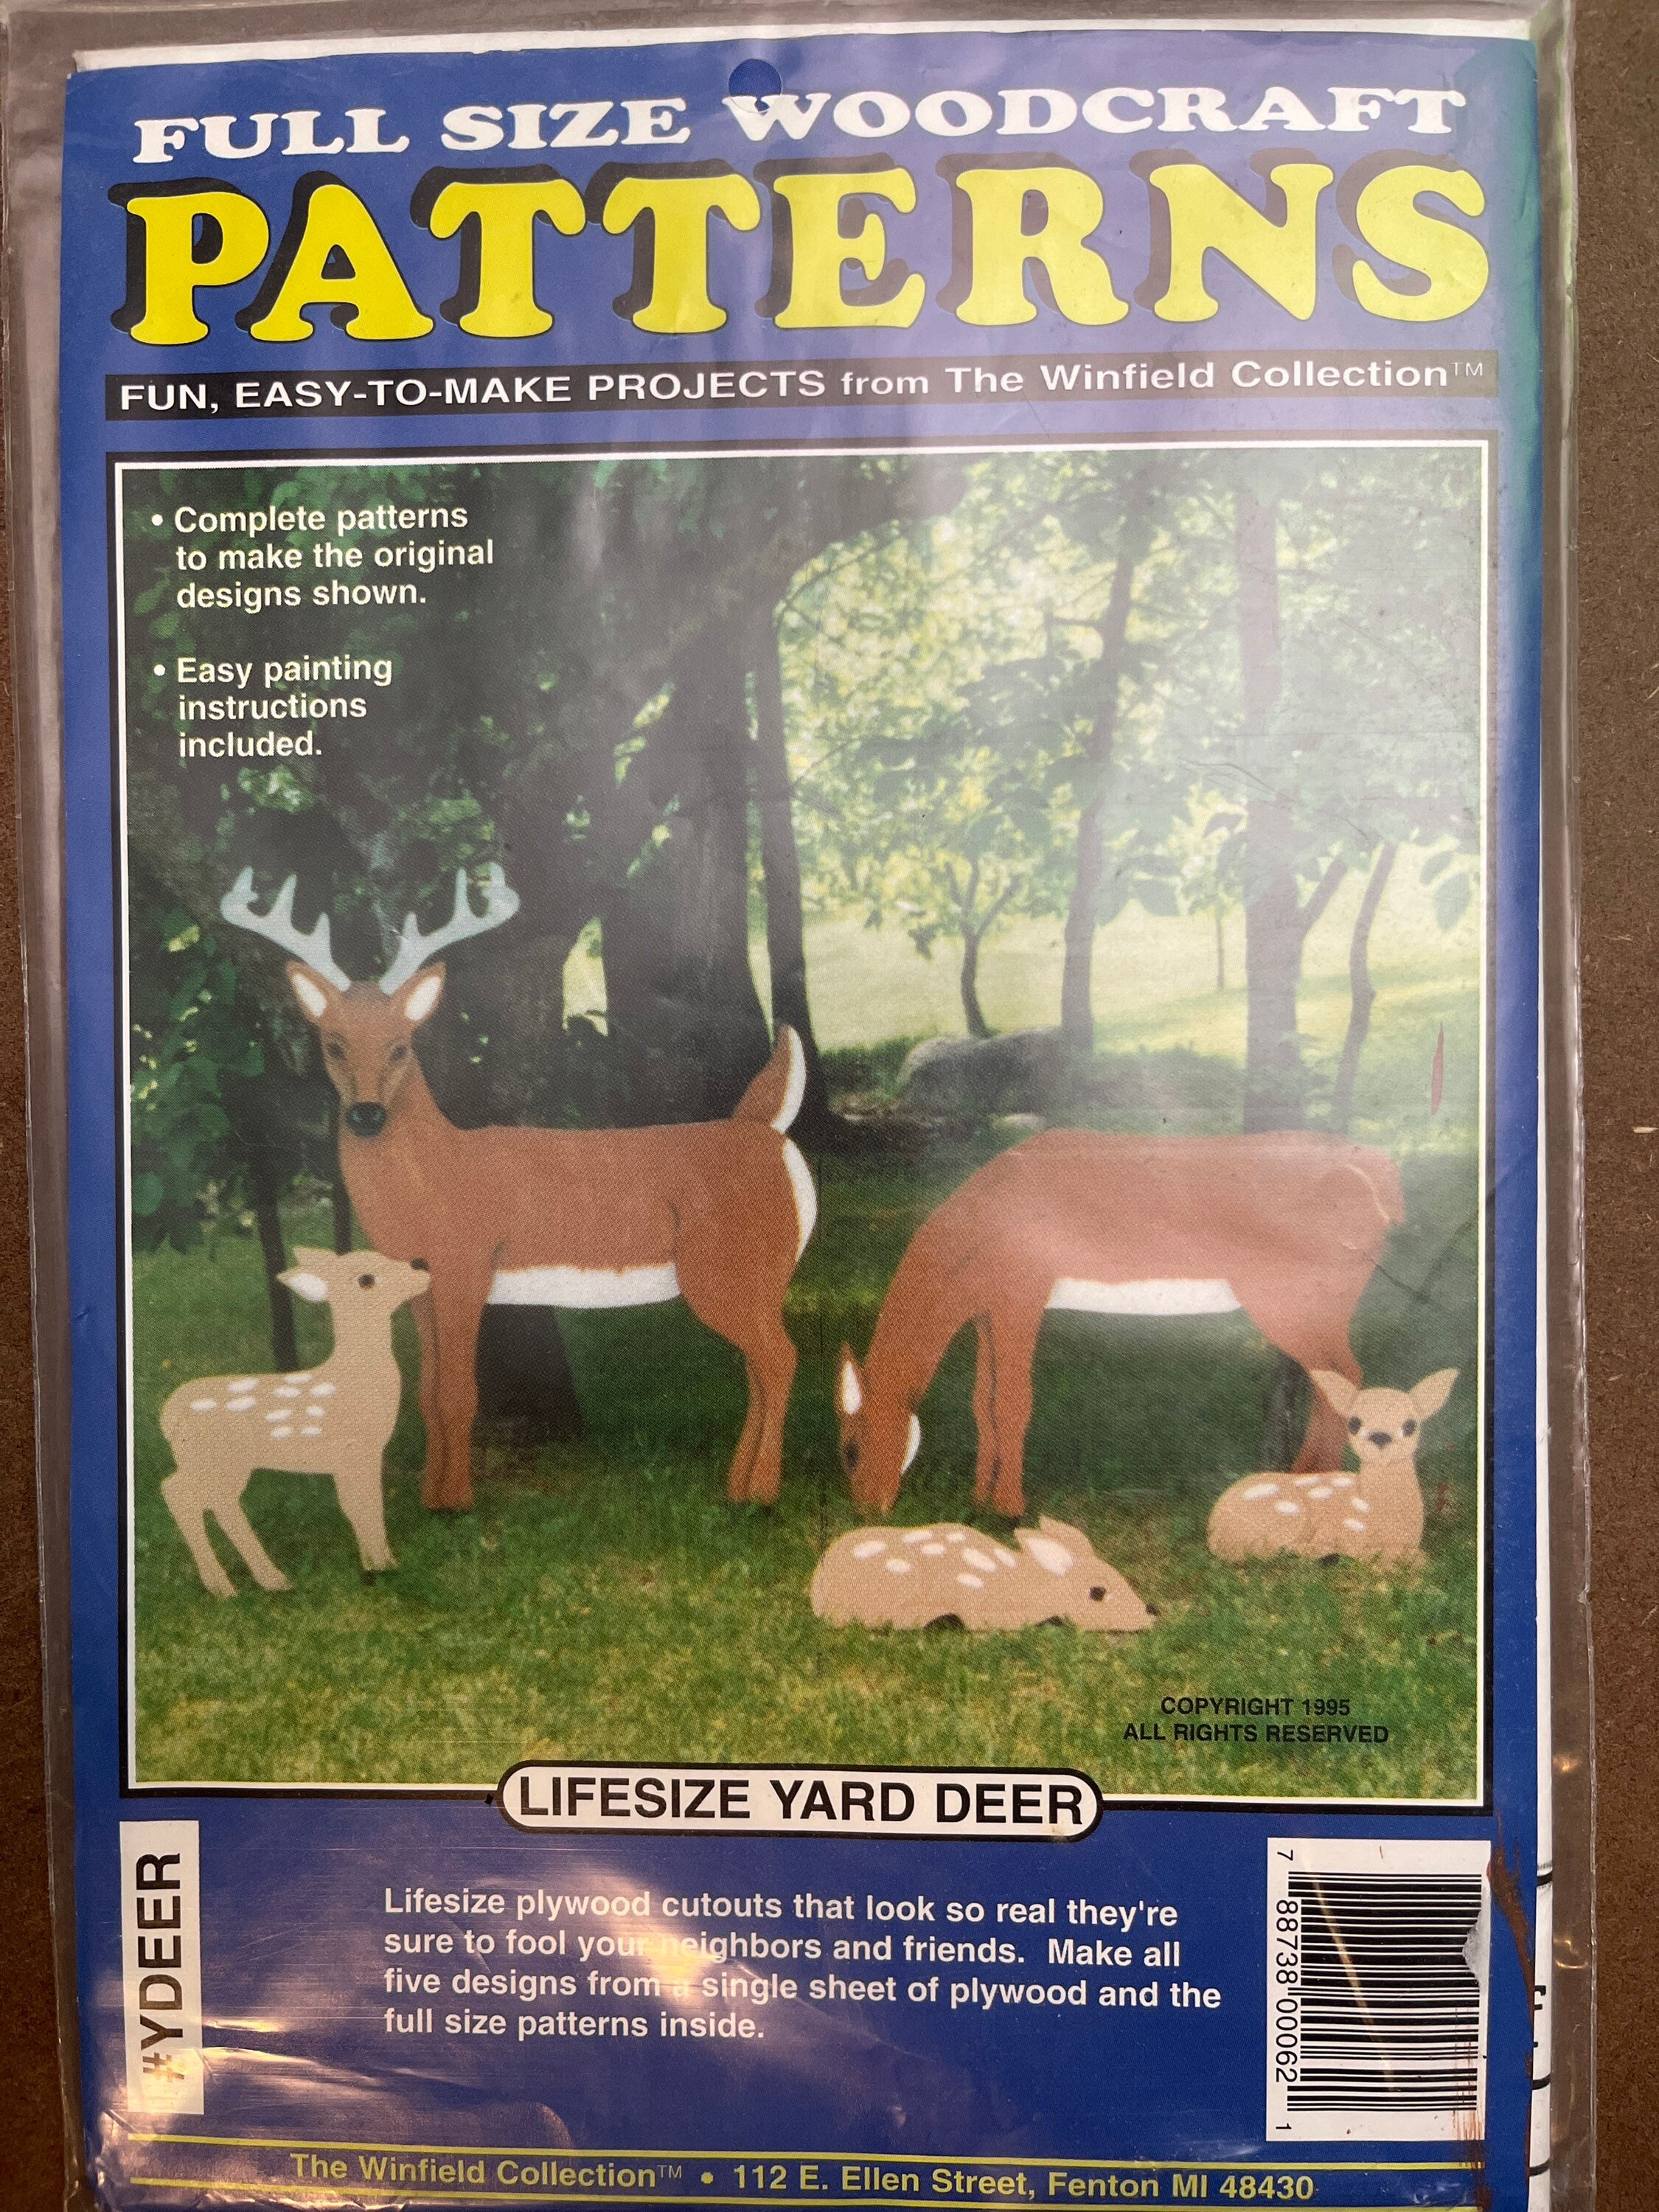 FULL SIZE WOODCRAFT
PATTERNS
FUN, EASY-TO-MAKE PROJECTS from The Winfield Collection™
• Complete patterns
to make the original
designs shown.
• Easy painting
instructions
included.
COPYRIGHT 1995
ALL RIGHTS RESERVED
LIFESIZE YARD DEER
#YDEER
Lifesize plywood cutouts that look so real they're
sure to fool your neighbors and friends. Make all
five designs from a single sheet of plywood and the
full size patterns inside.
7 88738 00062 1
The Winfield Collection™ • 112 E. Ellen Street, Fenton MI 48430